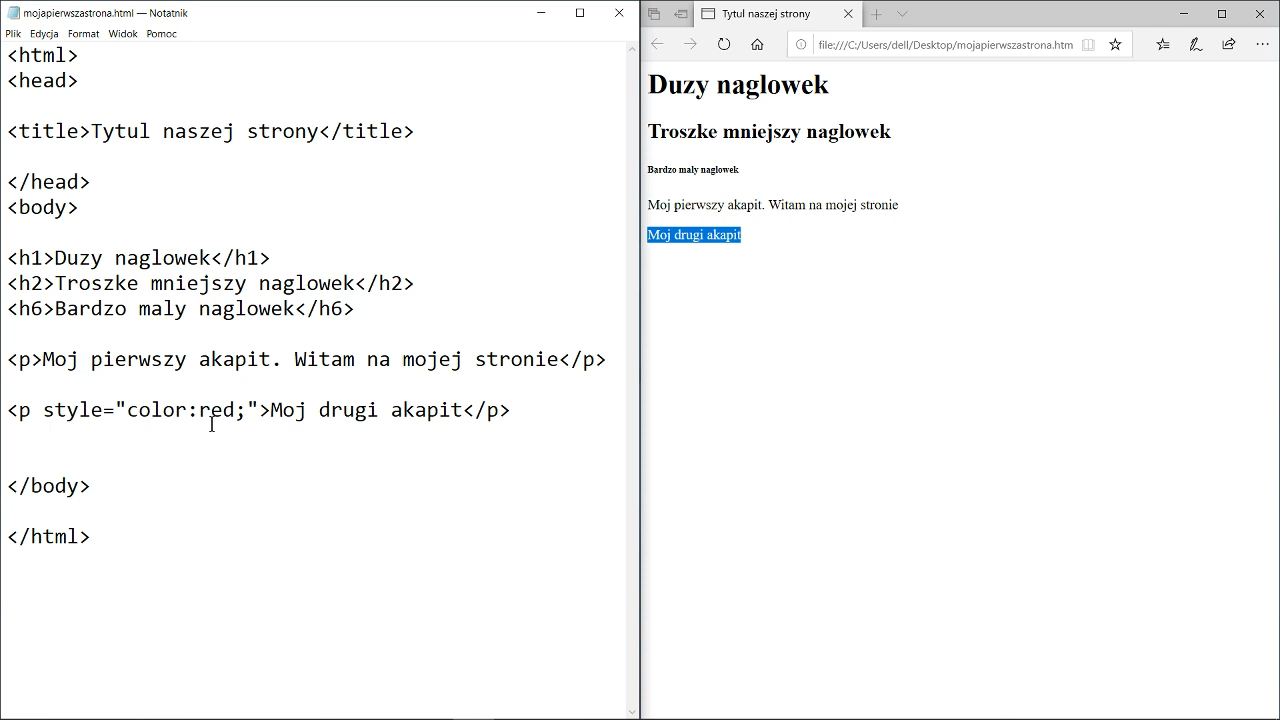 mojapierwszastrona.html — Notatnik
Plik Edycja Format Widok Pomoc
<html>
<head>
<title>Tytul naszej strony</title>
</head>
<body>
<h1>Duzy naglowek</h1>
<h2>Troszke mniejszy naglowek</h2>
<h6>Bardzo maly naglowek</h6>
<p>Moj pierwszy akapit. Witam na mojej stronie</p>
<p style="color:red;">Moj drugi akapit</p>
</body>
</html>
Tytul naszej strony
file:///C:/Users/dell/Desktop/mojapierwszastrona.htm
Duzy naglowek
Troszke mniejszy naglowek
Bardzo maly naglowek
Moj pierwszy akapit. Witam na mojej stronie
Moj drugi akapit